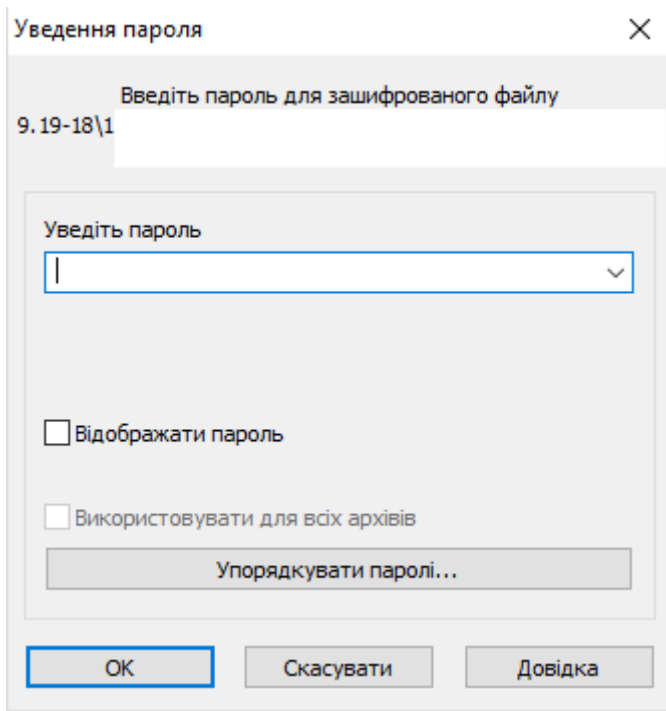 Уведення пароля
Введіть пароль для зашифрованого файлу
9.19-18\1
Уведіть пароль
Відображати пароль
Використовувати для всіх архівів
Упорядкувати паролі...
ОК
Скасувати
Довідка